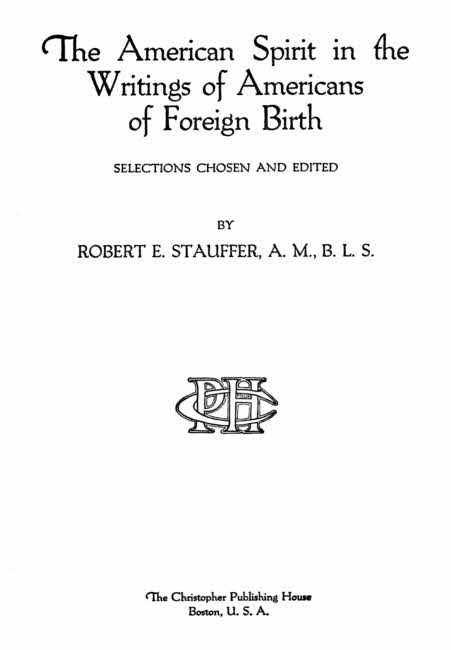 The American Spirit in the
Writings of Americans
of Foreign Birth
SELECTIONS CHOSEN AND EDITED
BY
ROBERT E. STAUFFER, A. M., B. L. S.
CPH
The Christopher Publishing House
Boston, U. S. A.